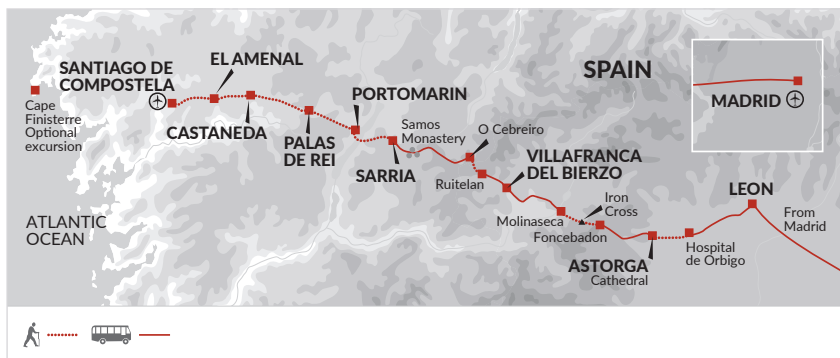 SPAIN
MADRID
EL AMENAL
SANTIAGO DE
COMPOSTELA
Cape
Finisterre
Optional
excursion
CASTANEDA
PALAS
DE REI
PORTOMARIN
Samos
Monastery
SARRIA
O Cebreiro
Ruitelan
VILLAFRANCA
DEL BIERZO
Molinaseca
Iron
Cross
Foncebadon
ASTORGA
Cathedral
Hospital
de Orbigo
LEON
From
Madrid
ATLANTIC
OCEAN